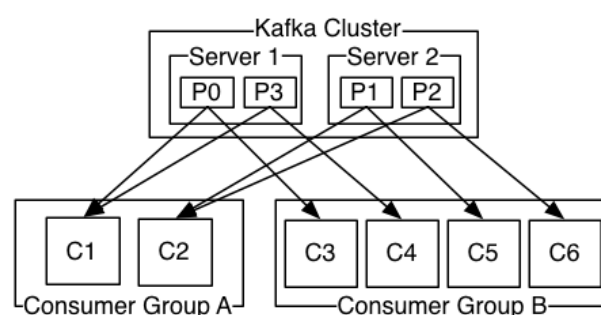 Kafka Cluster
Server 1 Server 2
P0 P3 P1 P2
C1 C2 C3 C4 C5 C6
Consumer Group A Consumer Group B